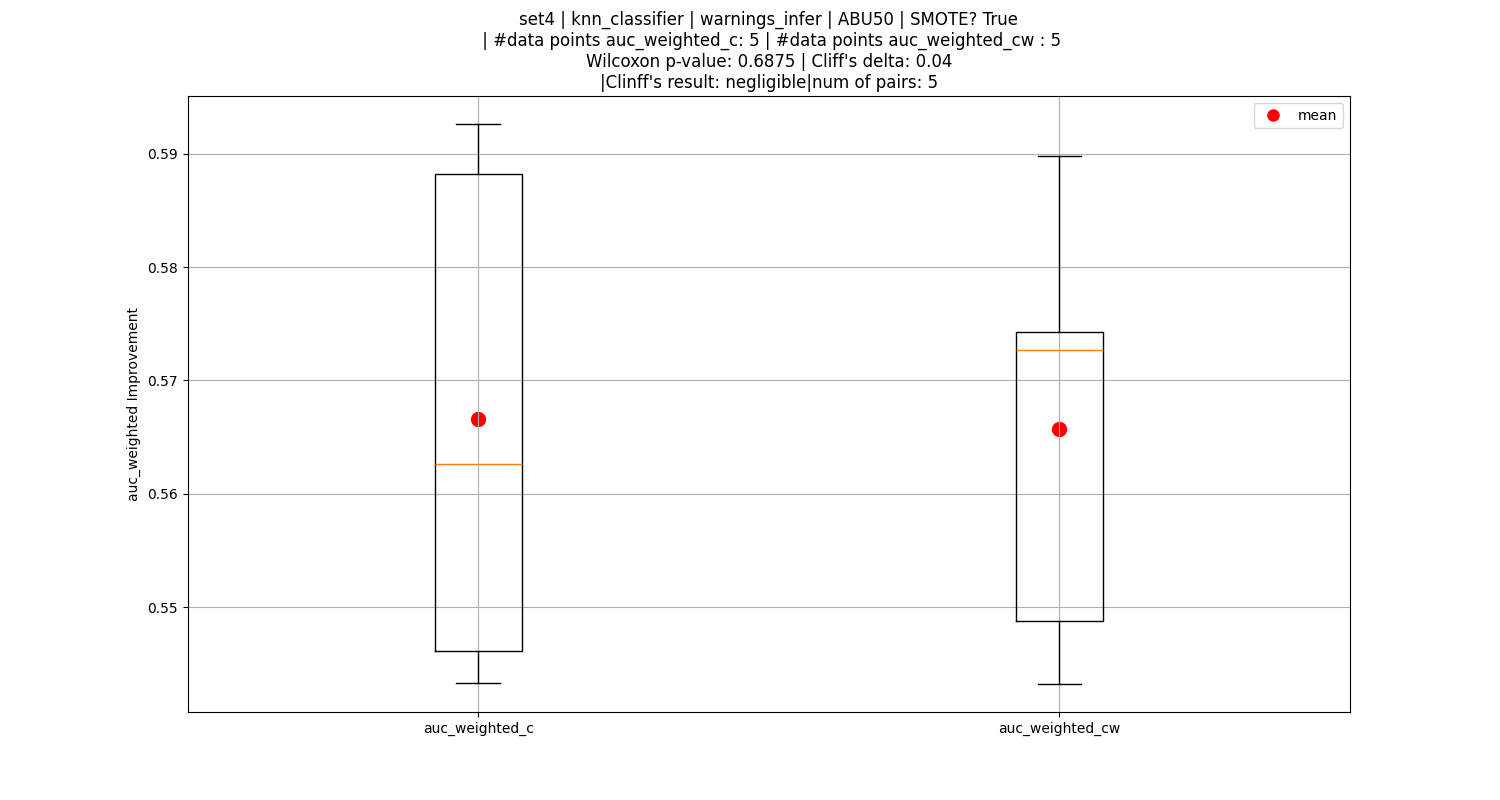 set4 | knn_classifier | warnings_infer | ABU50 | SMOTE? True
| #data points auc_weighted_c: 5 | #data points auc_weighted_cw : 5
Wilcoxon p-value: 0.6875 | Cliff's delta: 0.04
|Clinff's result: negligible|num of pairs: 5
mean
0.59
0.58
0.57
0.56
0.55
auc_weighted Improvement
auc_weighted_c
auc_weighted_cw